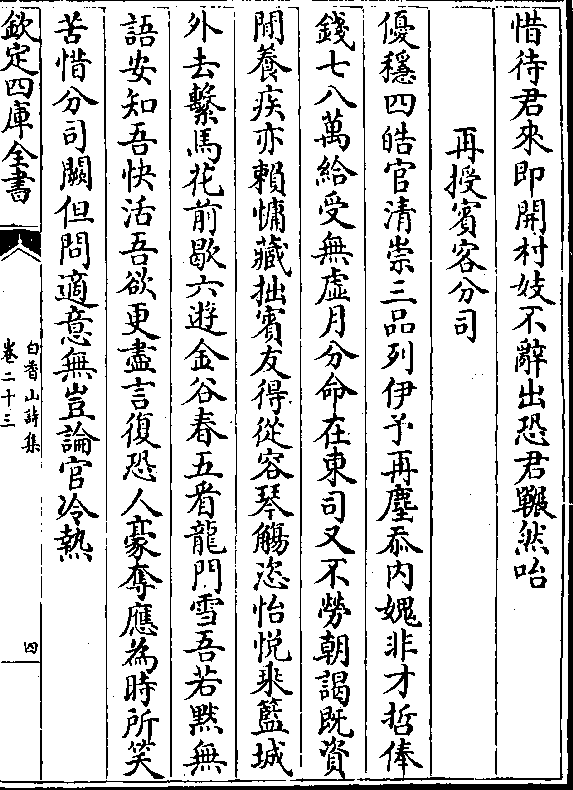 惜待君來即開村妓不辭出恐君囅然咍
再授賓客分司
優穩四皓官清崇三品列伊予再塵忝内媿非才哲俸
錢七八萬給受無虛月分命在東司又不勞朝謁既資
閒養疾亦賴慵藏拙賓友得從容琴觴恣怡悦乗籃城
外去繫馬花前歇六遊金谷春五看龍門雪吾若黙無
語安知吾快活吾欲更盡言復恐人豪奪應為時所笑
苦惜分司闕但問適意無豈論官冷熱
欽定四庫全書
白香山詩集
卷二十三
四